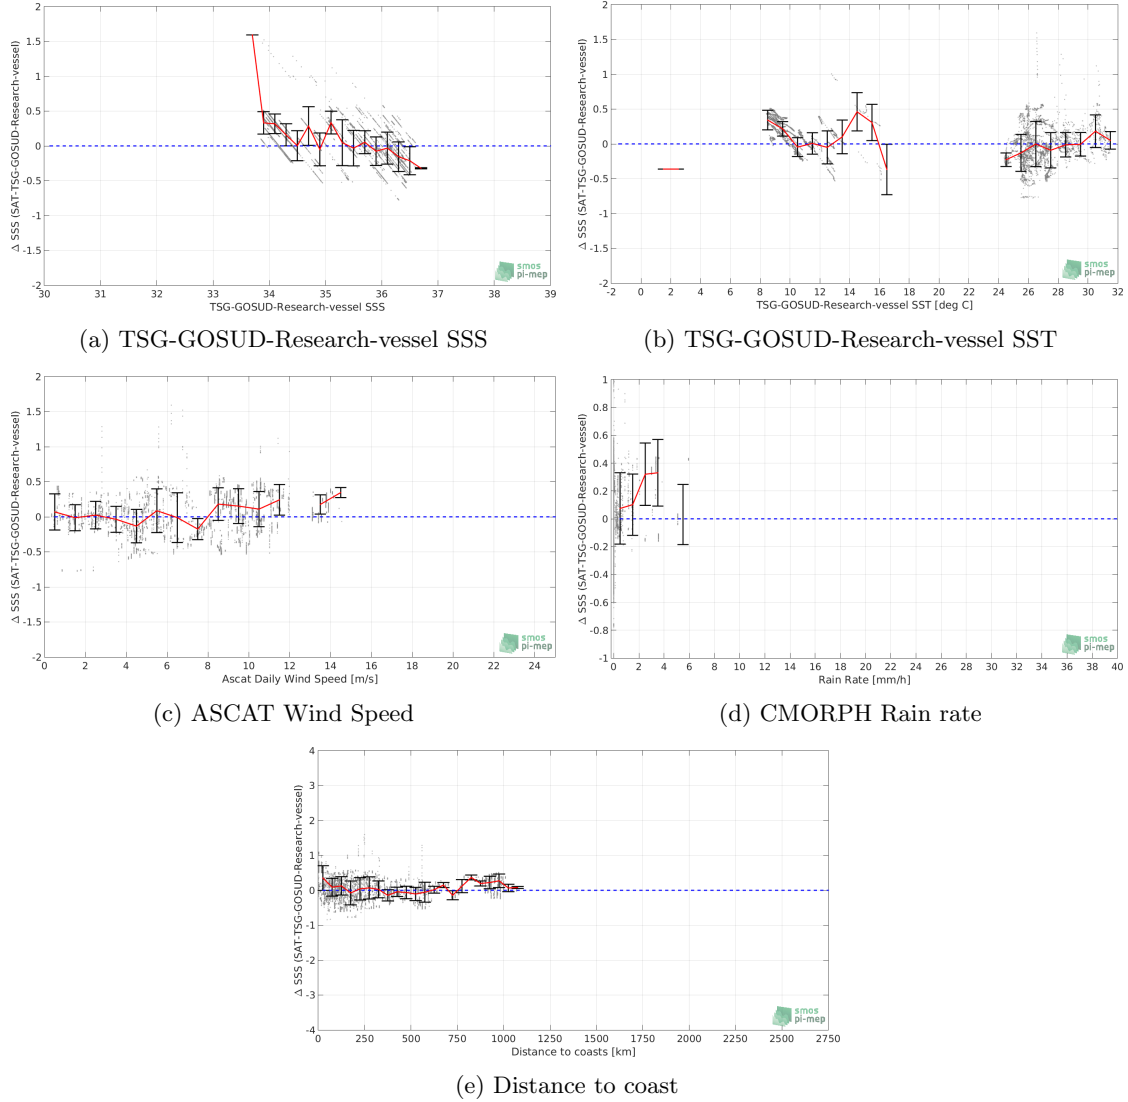 2
1.5
1
0.5
0
-0.5
-1
-1.5
-2
Δ SSS (SAT-TSG-GOSUD-Research-vessel)
30 31 32 33 34 35 36 37 38 39
TSG-GOSUD-Research-vessel SSS
smos
pi-mep
(a) TSG-GOSUD-Research-vessel SSS
2
1.5
1
0.5
0
-0.5
-1
-1.5
-2
Δ SSS (SAT-TSG-GOSUD-Research-vessel)
-2 0 2 4 6 8 10 12 14 16 18 20 22 24 26 28 30 32
TSG-GOSUD-Research-vessel SST [deg C]
smos
pi-mep
(b) TSG-GOSUD-Research-vessel SST
2
1.5
1
0.5
0
-0.5
-1
-1.5
-2
Δ SSS (SAT-TSG-GOSUD-Research-vessel)
0 2 4 6 8 10 12 14 16 18 20 22 24
Ascat Daily Wind Speed [m/s]
smos
pi-mep
(c) ASCAT Wind Speed
1
0.8
0.6
0.4
0.2
0
-0.2
-0.4
-0.6
-0.8
-1
Δ SSS (SAT-TSG-GOSUD-Research-vessel)
0 2 4 6 8 10 12 14 16 18 20 22 24 26 28 30 32 34 36 38 40
Rain Rate [mm/h]
smos
pi-mep
(d) CMORPH Rain rate
4
3
2
1
0
-1
-2
-3
-4
Δ SSS (SAT-TSG-GOSUD-Research-vessel)
0 250 500 750 1000 1250 1500 1750 2000 2250 2500 2750
Distance to coasts [km]
smos
pi-mep
(e) Distance to coast